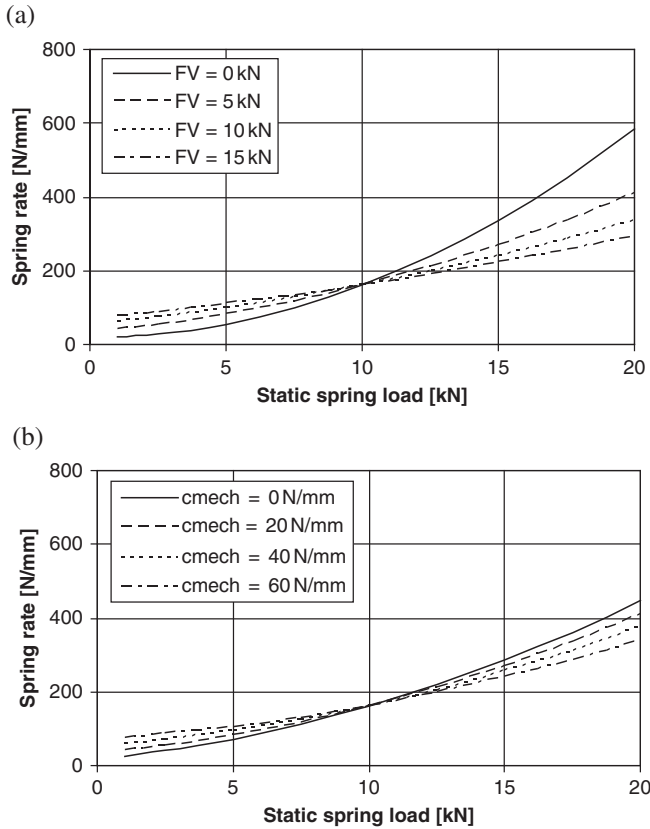 (a)
800
600
400
200
0
Spring rate [N/mm]
FV = 0 kN
FV = 5 kN
FV = 10 kN
FV = 15 kN
0 5 10 15 20
Static spring load [kN]
(b)
800
600
400
200
0
Spring rate [N/mm]
cmech = 0 N/mm
cmech = 20 N/mm
cmech = 40 N/mm
cmech = 60 N/mm
0 5 10 15 20
Static spring load [kN]